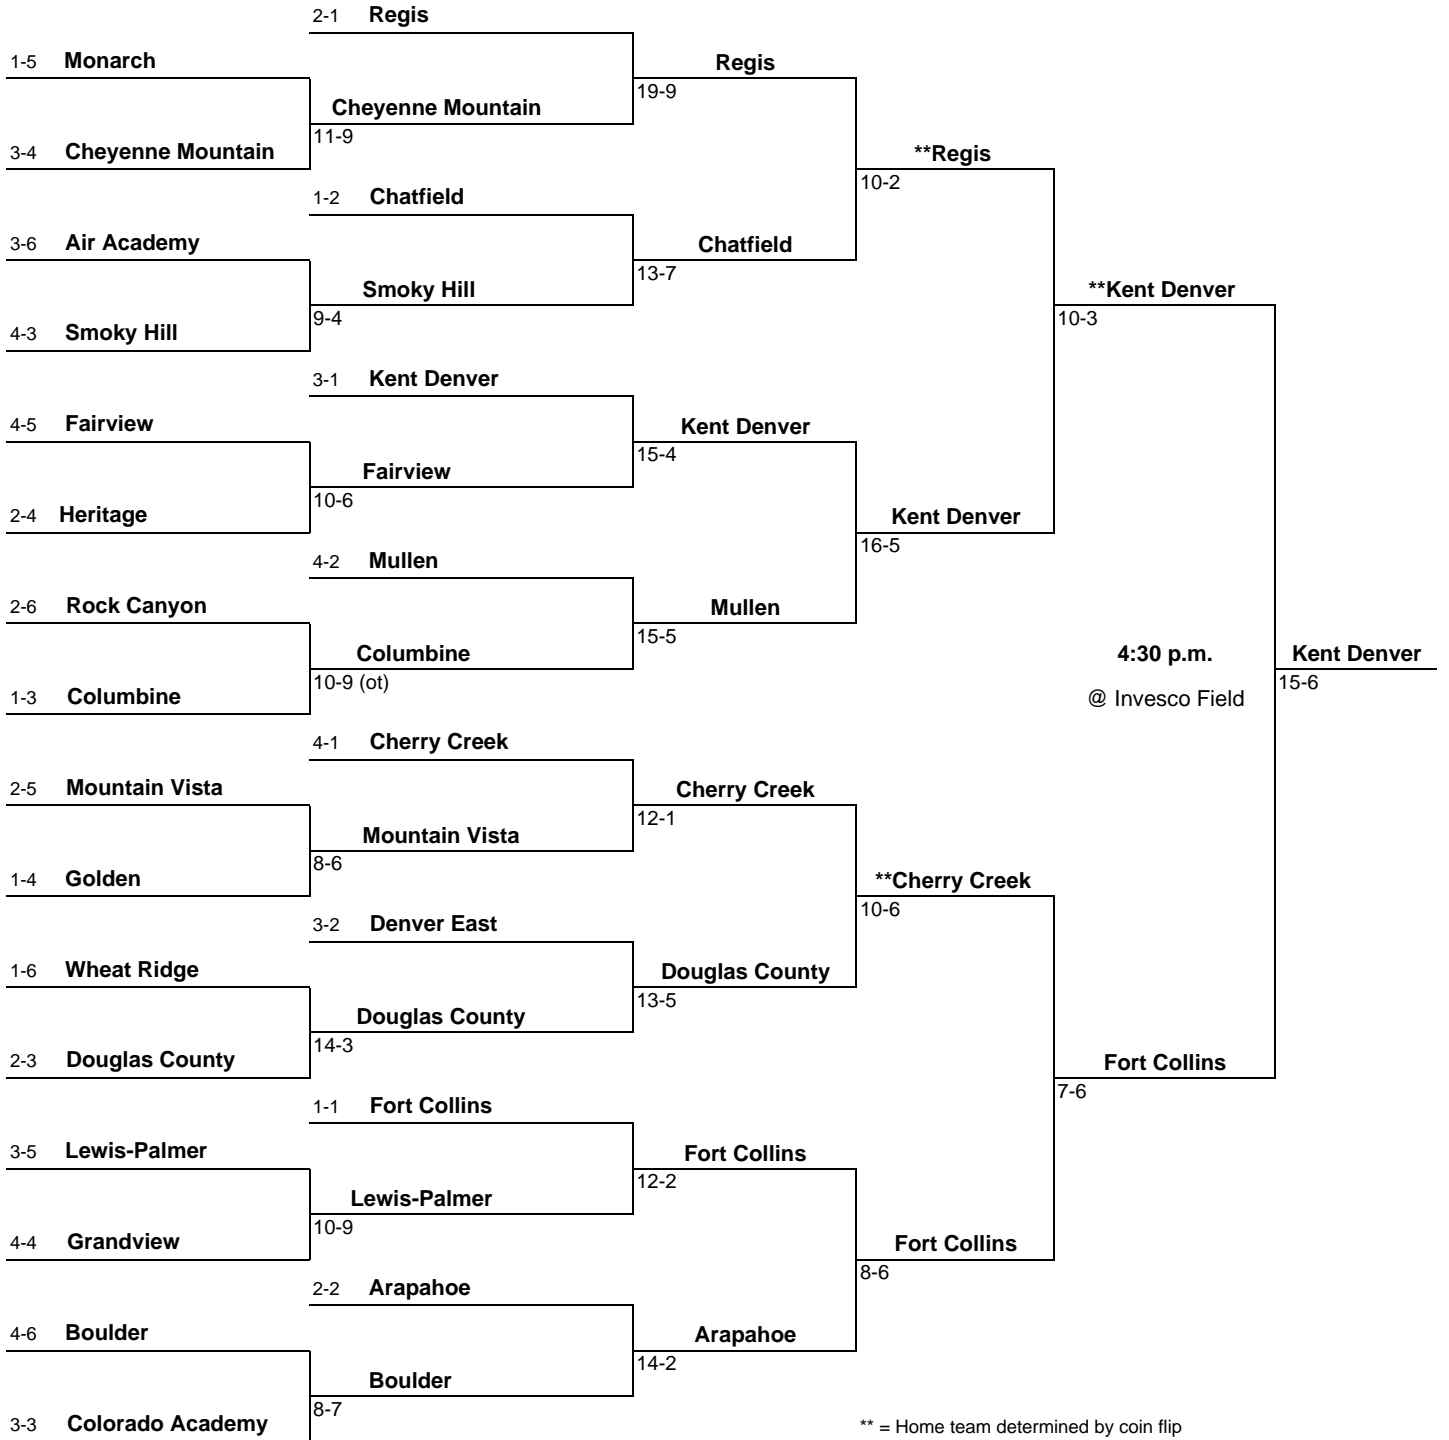 2-1 Regis
1-5 Monarch
Regis
19-9
Cheyenne Mountain
11-9
3-4 Cheyenne Mountain
**Regis
10-2
1-2 Chatfield
3-6 Air Academy
Chatfield
13-7
Smoky Hill
9-4
**Kent Denver
10-3
4-3 Smoky Hill
3-1 Kent Denver
4-5 Fairview
Kent Denver
15-4
Fairview
10-6
2-4 Heritage
Kent Denver
16-5
4-2 Mullen
2-6 Rock Canyon
Mullen
15-5
Columbine
10-9 (ot)
4:30 p.m.
Kent Denver
15-6
1-3 Columbine
@ Invesco Field
4-1 Cherry Creek
2-5 Mountain Vista
Cherry Creek
12-1
Mountain Vista
8-6
1-4 Golden
**Cherry Creek
10-6
3-2 Denver East
1-6 Wheat Ridge
Douglas County
13-5
Douglas County
14-3
2-3 Douglas County
Fort Collins
7-6
1-1 Fort Collins
3-5 Lewis-Palmer
Fort Collins
12-2
Lewis-Palmer
10-9
4-4 Grandview
Fort Collins
8-6
2-2 Arapahoe
4-6 Boulder
Arapahoe
14-2
Boulder
8-7
3-3 Colorado Academy
** = Home team determined by coin flip